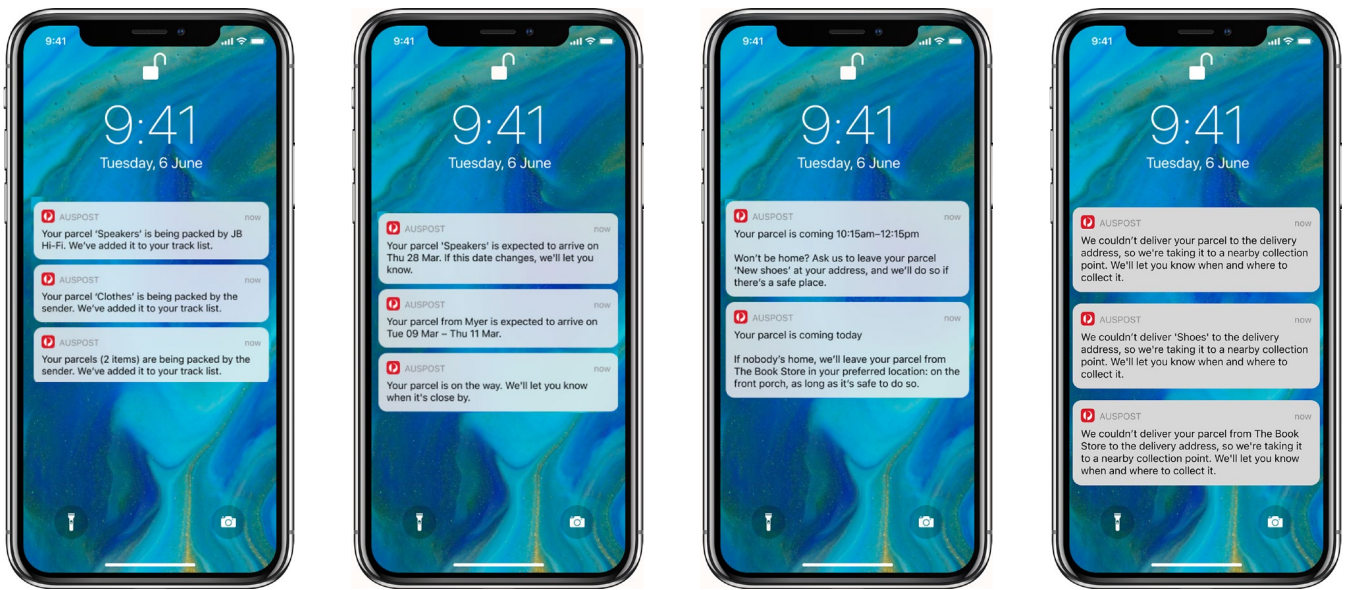 9:41
9:41
Tuesday, 6 June
AUSPOST now
Your parcel ‘Speakers’ is being packed by JB
Hi-Fi. We’ve added it to your track list.
AUSPOST now
Your parcel ‘Clothes’ is being packed by the
sender. We’ve added it to your track list.
AUSPOST now
Your parcels (2 items) are being packed by the
sender. We’ve added it to your track list.
9:41
9:41
Tuesday, 6 June
AUSPOST now
Your parcel ‘Speakers’ is expected to arrive on
Thu 28 Mar. If this date changes, we'll let you
know.
AUSPOST now
Your parcel from Myer is expected to arrive on
Tue 09 Mar – Thu 11 Mar.
AUSPOST now
Your parcel is on the way. We'll let you know
when it's close by.
9:41
9:41
Tuesday, 6 June
AUSPOST now
Your parcel is coming 10:15am–12:15pm
Won’t be home? Ask us to leave your parcel
‘New shoes’ at your address, and we’ll do so if
there’s a safe place.
AUSPOST now
Your parcel is coming today
If nobody’s home, we’ll leave your parcel from
The Book Store in your preferred location: on the
front porch, as long as it’s safe to do so.
9:41
9:41
Tuesday, 6 June
AUSPOST now
We couldn’t deliver your parcel to the delivery
address, so we're taking it to a nearby collection
point. We'll let you know when and where to
collect it.
AUSPOST now
We couldn’t deliver 'Shoes' to the delivery
address, so we're taking it to a nearby collection
point. We'll let you know when and where to
collect it.
AUSPOST now
We couldn’t deliver your parcel from The Book
Store to the delivery address, so we're taking it
to a nearby collection point. We'll let you know
when and where to collect it.